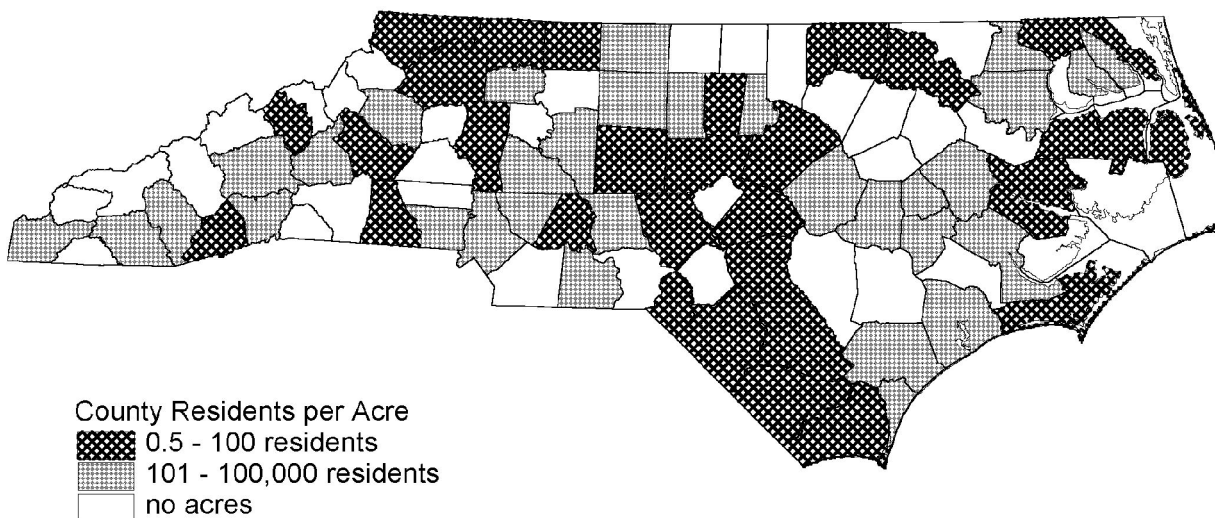 County Residents per Acre
0.5 - 100 residents
101 - 100,000 residents
no acres